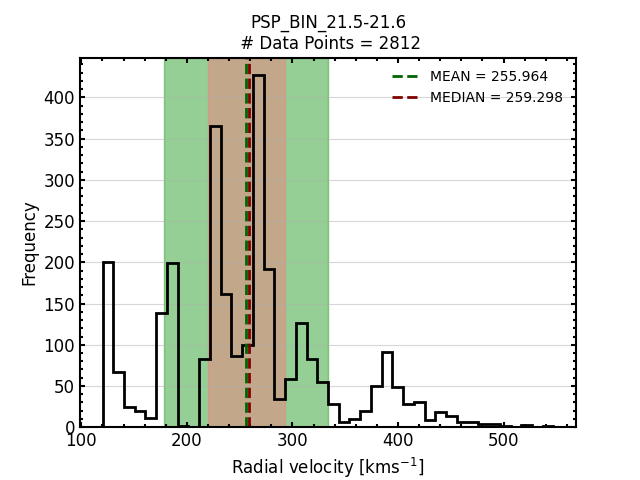 PSP_BIN_21.5-21.6
# Data Points = 2812
MEAN = 255.964
MEDIAN = 259.298
Frequency
400
350
300
250
200
150
100
50
0
100 200 300 400 500
Radial velocity [kms⁻¹]